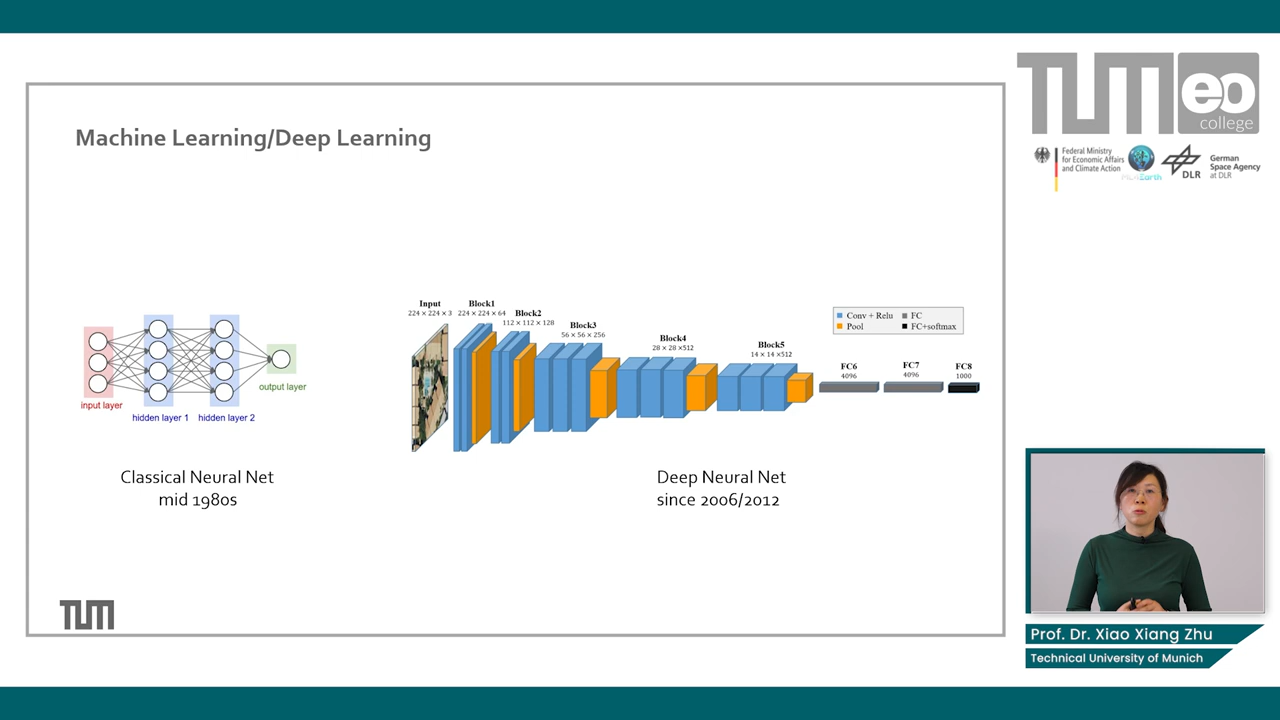 Machine Learning/Deep Learning
input layer
hidden layer 1
hidden layer 2
output layer
Classical Neural Net
mid 1980s
Input
224 × 224 × 3
Block1
224 × 224 × 64
Block2
112 × 112 × 128
Block3
56 × 56 × 256
Block4
28 × 28 ×512
Block5
14 × 14 ×512
FC6
4096
FC7
4096
FC8
1000
Conv + Relu
FC
Pool
FC+softmax
Deep Neural Net
since 2006/2012
TUM
TUM
eo
college
Federal Ministry
for Economic Affairs
and Climate Action
ML4Earth
DLR
German
Space Agency
at DLR
Prof. Dr. Xiao Xiang Zhu
Technical University of Munich